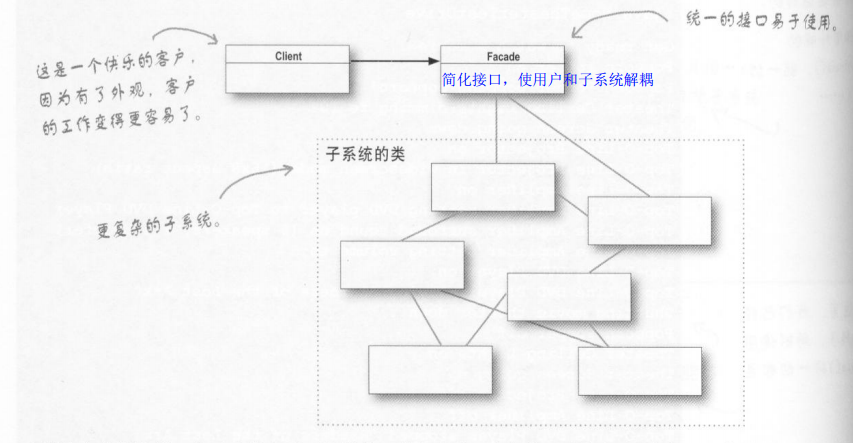 统一的接口易于使用。
Client
Facade
这是一个快乐的客户，
因为有了外观，客户
的工作变得更容易了。
简化接口，使用户和子系统解耦
子系统的类
更复杂的子系统。